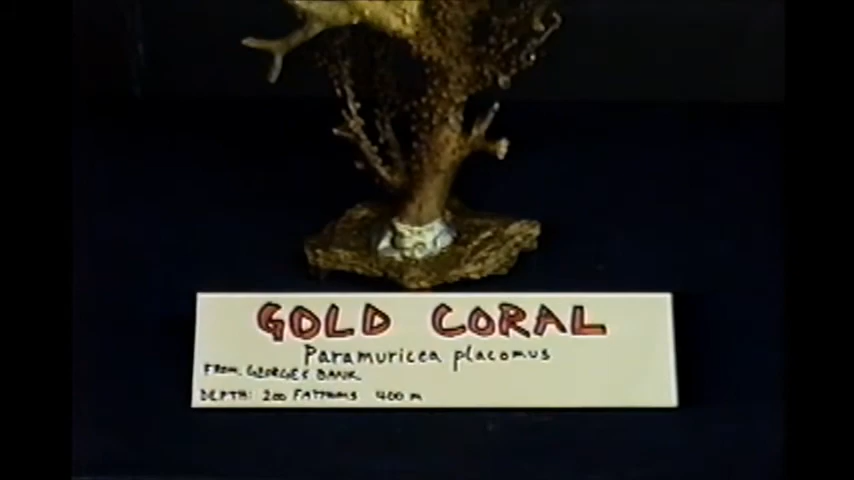 GOLD CORAL
Paramuricea placomus
FROM: GEORGES BANK
DEPTH: 200 FATHOMS 400 m